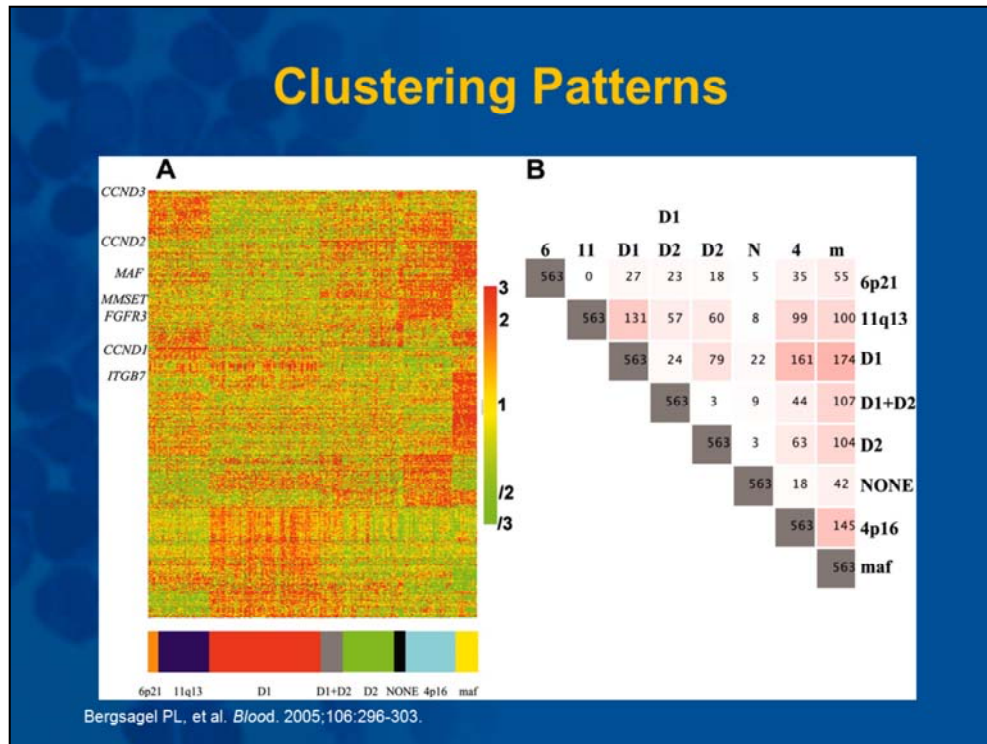 Clustering Patterns
A
CCND3
CCND2
MAF
MMSET
FGFR3
CCND1
ITGB7
3
2
1
/2
/3
6p21 11q13 D1 D1+D2 D2 NONE 4p16 maf
B
D1
6 11 D1 D2 D2 N 4 m
563 0 27 23 18 5 35 55 6p21
563 131 57 60 8 99 100 11q13
563 24 79 22 161 174 D1
563 3 9 44 107 D1+D2
563 3 63 104 D2
563 18 42 NONE
563 145 4p16
563 maf
Bergsagel PL, et al. Blood. 2005;106:296-303.